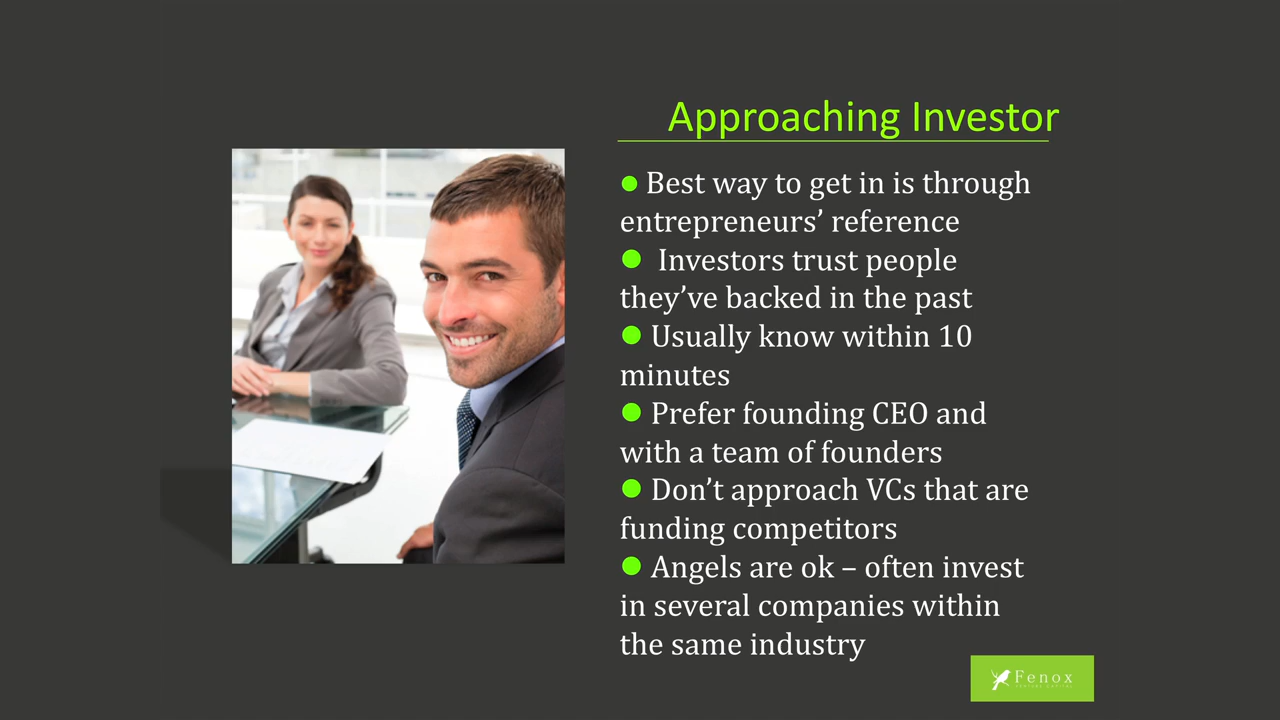 Approaching Investor
● Best way to get in is through
entrepreneurs’ reference
● Investors trust people
they’ve backed in the past
● Usually know within 10
minutes
● Prefer founding CEO and
with a team of founders
● Don’t approach VCs that are
funding competitors
● Angels are ok – often invest
in several companies within
the same industry
Fenox
VENTURE CAPITAL